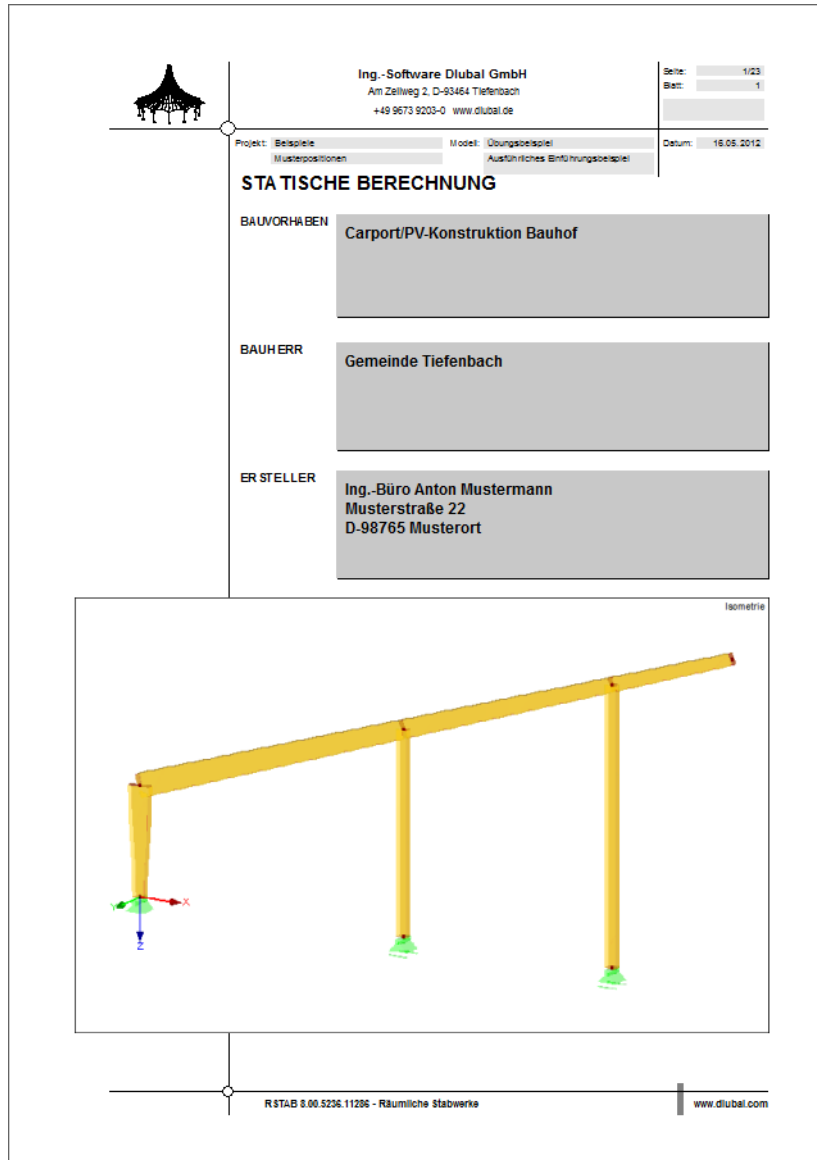 Ing.-Software Dlubal GmbH
Am Zellweg 2, D-93464 Tiefenbach
+49 9673 9203-0 www.dlubal.de
Seite: 1/23
Blatt: 1
Projekt: Beispiele Modell: Übungsbeispiel Datum: 16.05.2012
Musterpositionen Ausführliches Einführungsbeispiel
STATISCHE BERECHNUNG
BAUVORHABEN
Carport/PV-Konstruktion Bauhof
BAUHERR
Gemeinde Tiefenbach
ERSTELLER
Ing.-Büro Anton Mustermann
Musterstraße 22
D-98765 Musterort
Isometrie
Y X
Z
RSTAB 8.00.5236.11286 - Räumliche Stabwerke www.dlubal.com